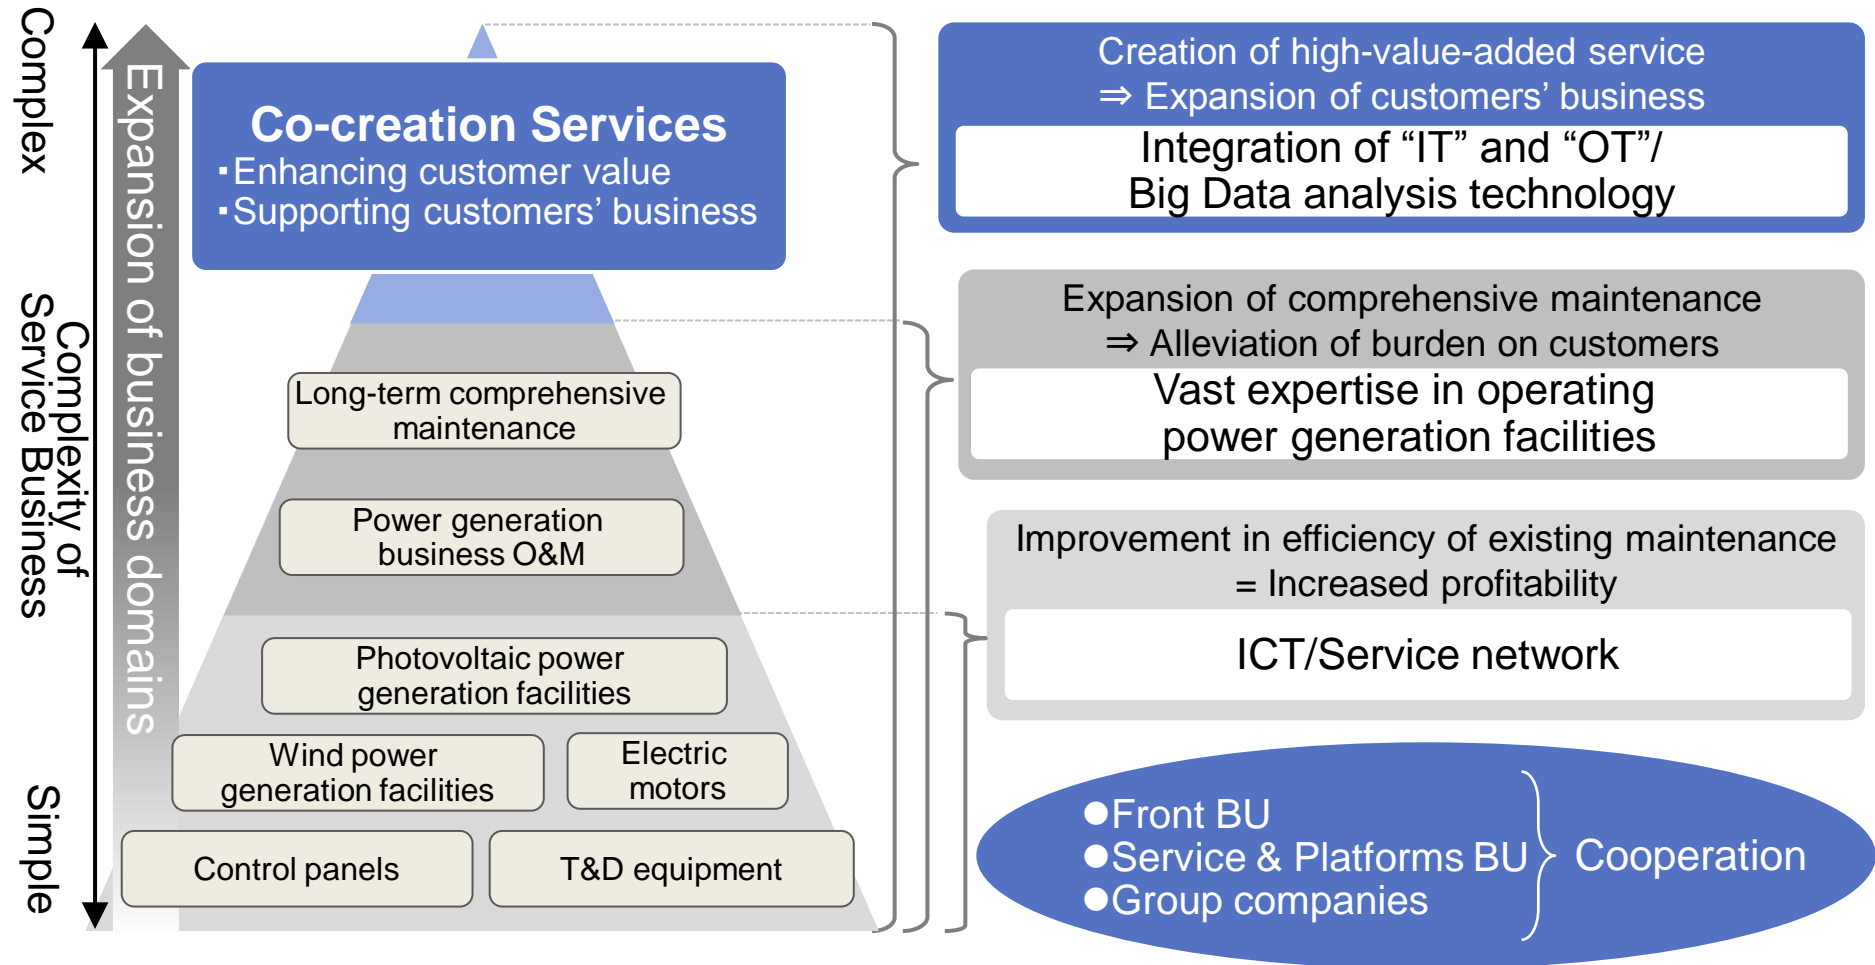 Complex
Complexity of
Service Business
Simple
Expansion of business domains
Co-creation Services
▪Enhancing customer value
▪Supporting customers’ business
Long-term comprehensive
maintenance
Power generation
business O&M
Photovoltaic power
generation facilities
Wind power
generation facilities
Electric
motors
Control panels
T&D equipment
Creation of high-value-added service
⇒ Expansion of customers’ business
Integration of “IT” and “OT”/
Big Data analysis technology
Expansion of comprehensive maintenance
⇒ Alleviation of burden on customers
Vast expertise in operating
power generation facilities
Improvement in efficiency of existing maintenance
= Increased profitability
ICT/Service network
●Front BU
●Service & Platforms BU
●Group companies
Cooperation